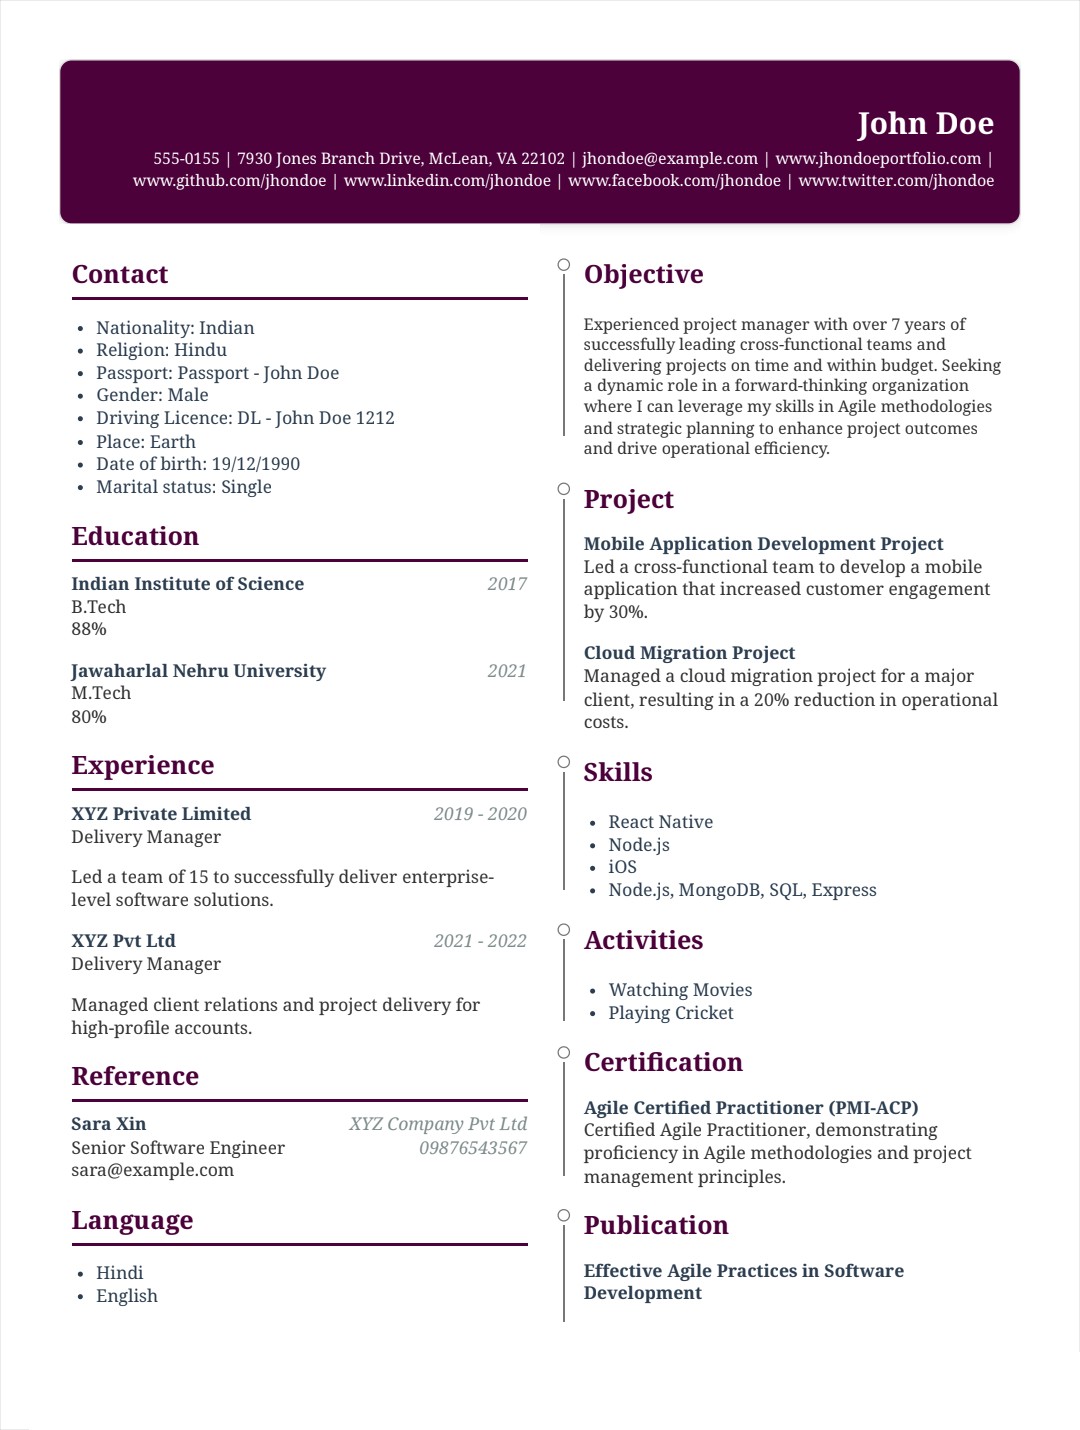 John Doe
555-0155 | 7930 Jones Branch Drive, McLean, VA 22102 | jhondoe@example.com | www.jhondoeportfolio.com |
www.github.com/jhondoe | www.linkedin.com/jhondoe | www.facebook.com/jhondoe | www.twitter.com/jhondoe
Contact
• Nationality: Indian
• Religion: Hindu
• Passport: Passport - John Doe
• Gender: Male
• Driving Licence: DL - John Doe 1212
• Place: Earth
• Date of birth: 19/12/1990
• Marital status: Single
Education
Indian Institute of Science 2017
B.Tech
88%
Jawaharlal Nehru University 2021
M.Tech
80%
Experience
XYZ Private Limited 2019 - 2020
Delivery Manager
Led a team of 15 to successfully deliver enterprise-
level software solutions.
XYZ Pvt Ltd 2021 - 2022
Delivery Manager
Managed client relations and project delivery for
high-profile accounts.
Reference
Sara Xin XYZ Company Pvt Ltd
Senior Software Engineer 09876543567
sara@example.com
Language
• Hindi
• English
Objective
Experienced project manager with over 7 years of
successfully leading cross-functional teams and
delivering projects on time and within budget. Seeking
a dynamic role in a forward-thinking organization
where I can leverage my skills in Agile methodologies
and strategic planning to enhance project outcomes
and drive operational efficiency.
Project
Mobile Application Development Project
Led a cross-functional team to develop a mobile
application that increased customer engagement
by 30%.
Cloud Migration Project
Managed a cloud migration project for a major
client, resulting in a 20% reduction in operational
costs.
Skills
• React Native
• Node.js
• iOS
• Node.js, MongoDB, SQL, Express
Activities
• Watching Movies
• Playing Cricket
Certification
Agile Certified Practitioner (PMI-ACP)
Certified Agile Practitioner, demonstrating
proficiency in Agile methodologies and project
management principles.
Publication
Effective Agile Practices in Software
Development